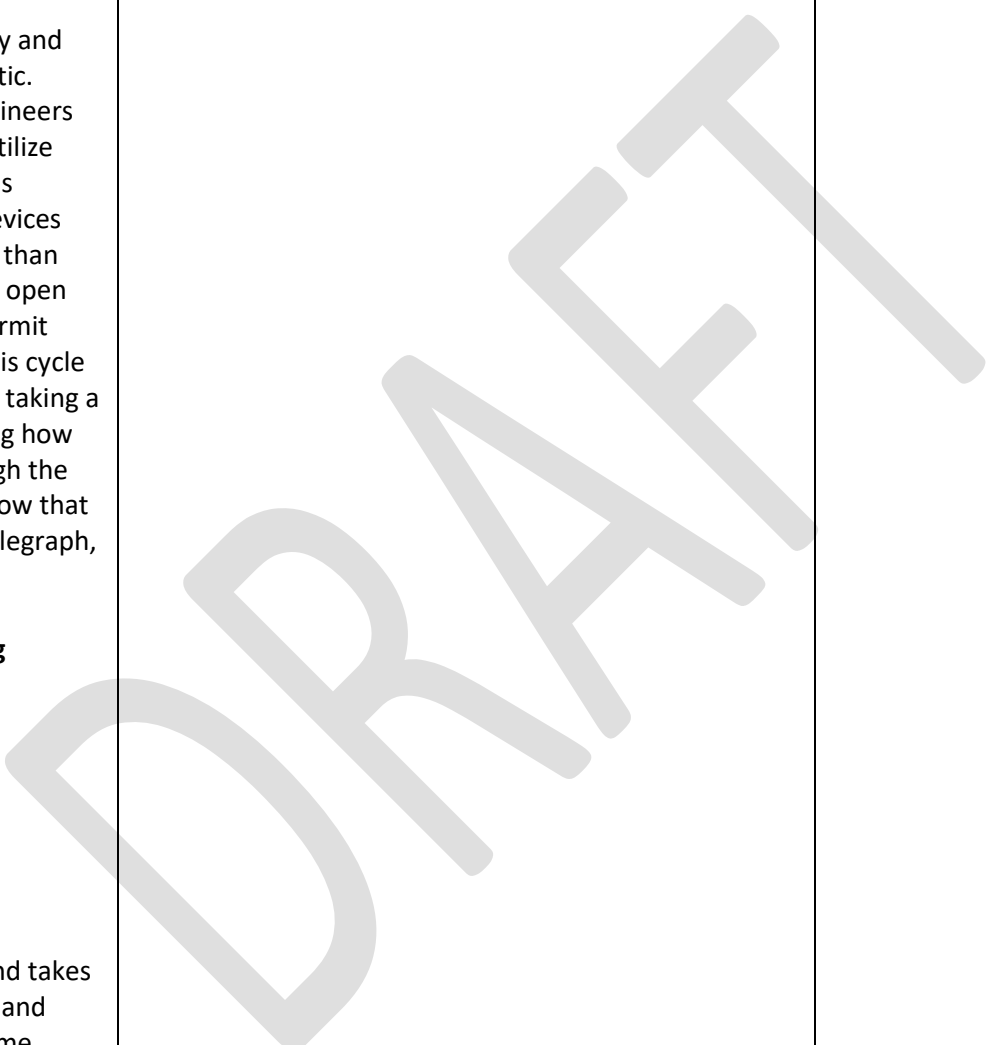 y and
tic.
ineers
tilize
s
evices
than
open
rmit
is cycle
taking a
g how
gh the
ow that
legraph,
g
nd takes
and
me
DRAFT